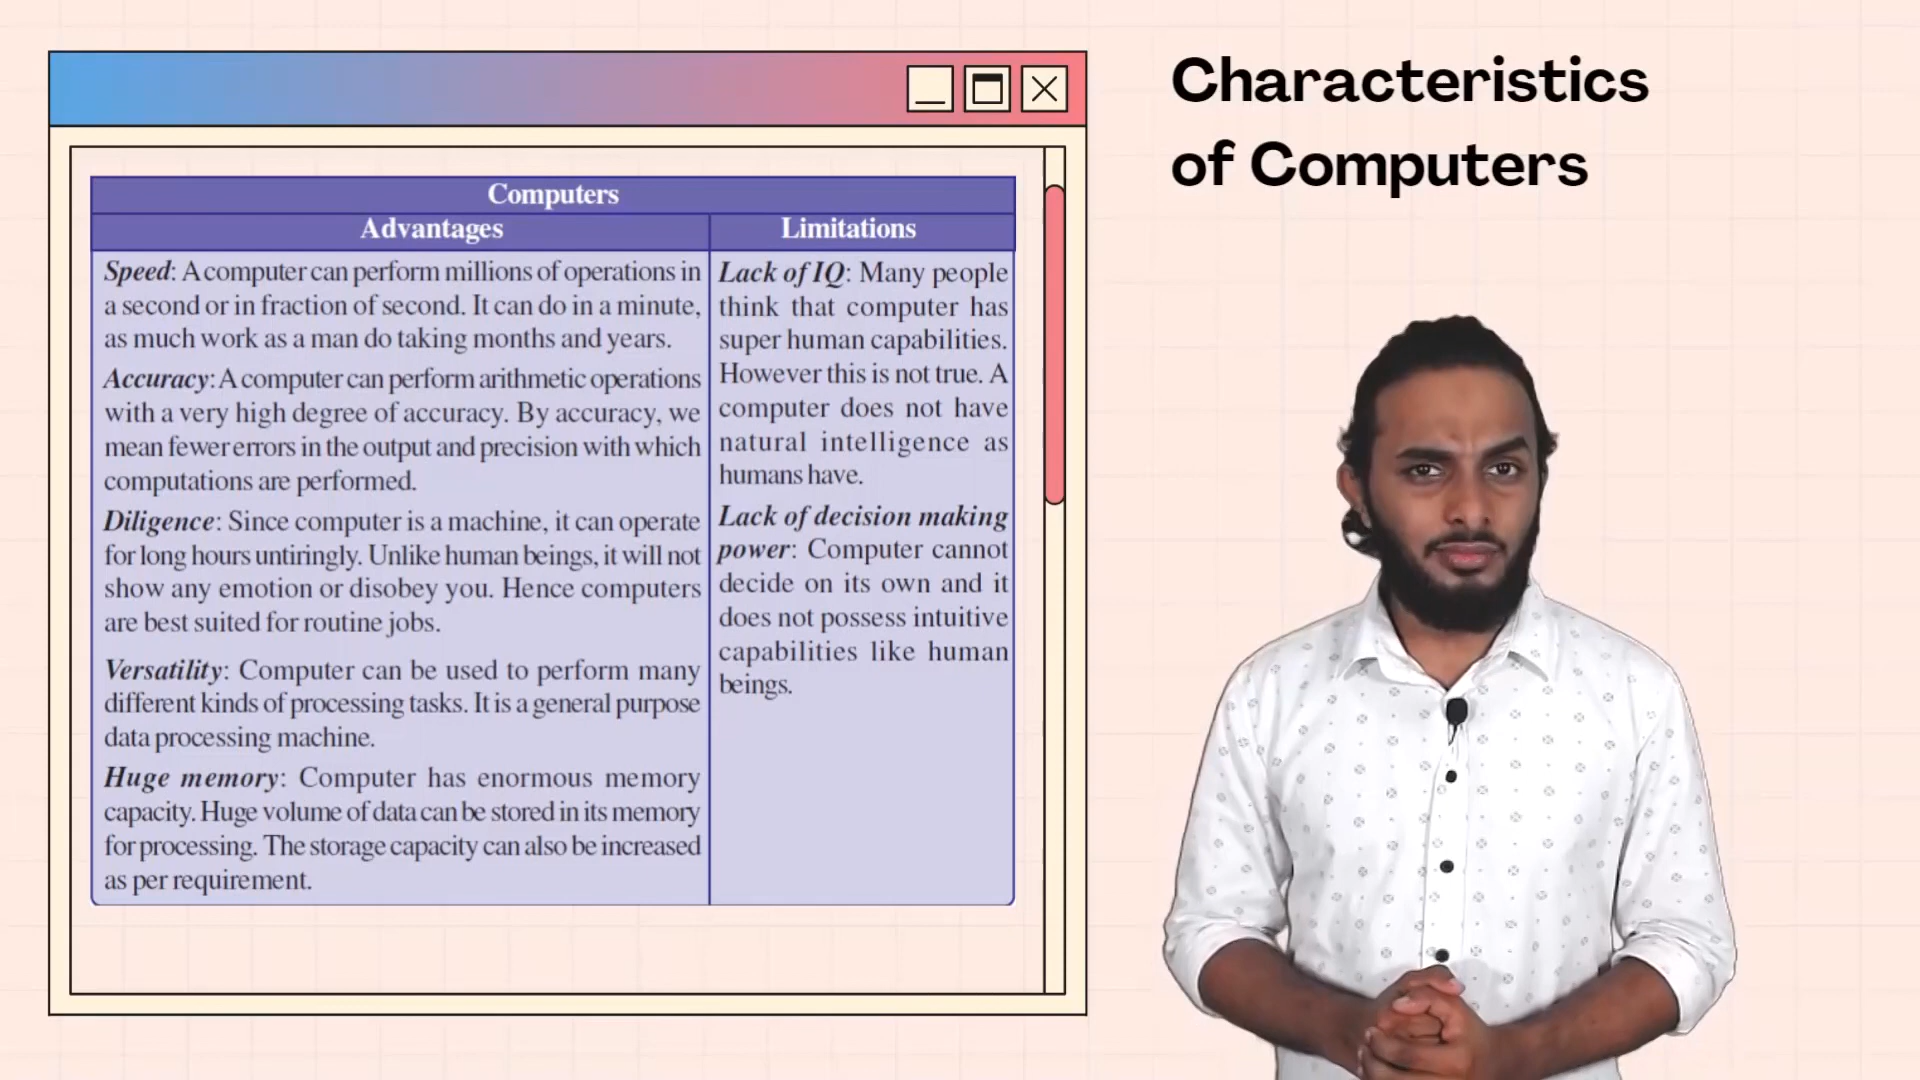 Characteristics
of Computers
Computers
Advantages
Limitations
Speed: A computer can perform millions of operations in
a second or in fraction of second. It can do in a minute,
as much work as a man do taking months and years.
Accuracy: A computer can perform arithmetic operations
with a very high degree of accuracy. By accuracy, we
mean fewer errors in the output and precision with which
computations are performed.
Diligence: Since computer is a machine, it can operate
for long hours untiringly. Unlike human beings, it will not
show any emotion or disobey you. Hence computers
are best suited for routine jobs.
Versatility: Computer can be used to perform many
different kinds of processing tasks. It is a general purpose
data processing machine.
Huge memory: Computer has enormous memory
capacity. Huge volume of data can be stored in its memory
for processing. The storage capacity can also be increased
as per requirement.
Lack of IQ: Many people
think that computer has
super human capabilities.
However this is not true. A
computer does not have
natural intelligence as
humans have.
Lack of decision making
power: Computer cannot
decide on its own and it
does not possess intuitive
capabilities like human
beings.